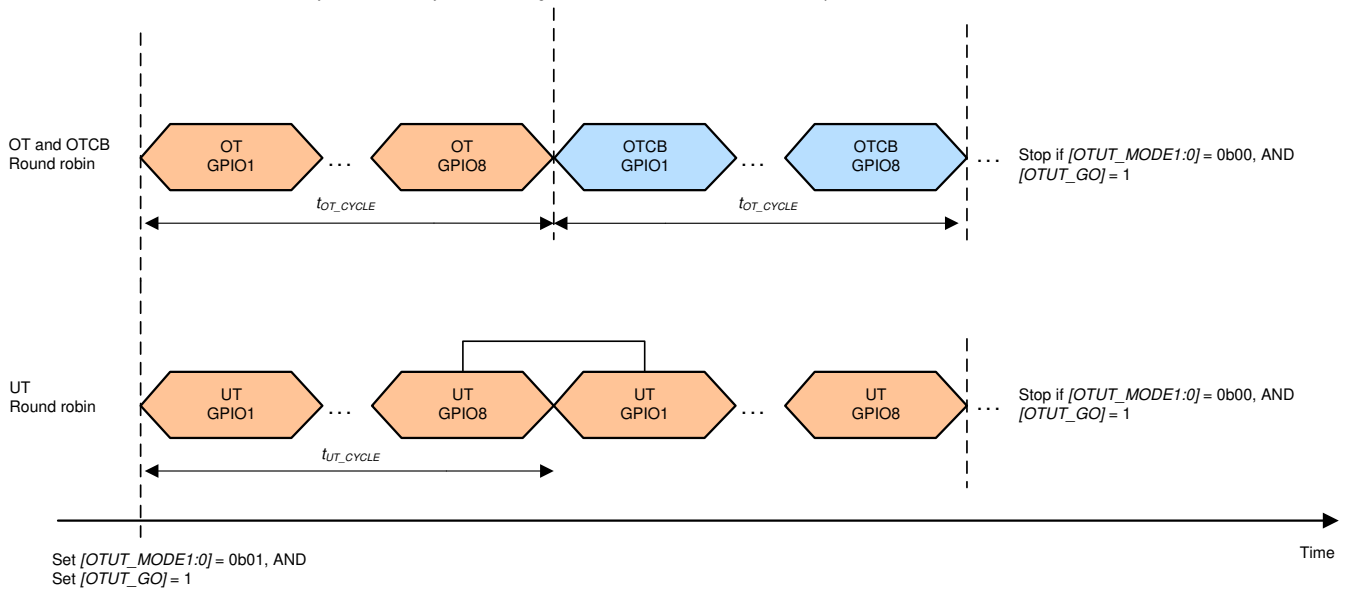 OT and OTCB
Round robin
OT
GPIO1
...
OT
GPIO8
OTCB
GPIO1
...
OTCB
GPIO8
...
Stop if [OTUT_MODE1:0] = 0b00, AND
[OTUT_GO] = 1
tOT_CYCLE
tOT_CYCLE
UT
Round robin
UT
GPIO1
...
UT
GPIO8
UT
GPIO1
...
UT
GPIO8
...
Stop if [OTUT_MODE1:0] = 0b00, AND
[OTUT_GO] = 1
tUT_CYCLE
Time
Set [OTUT_MODE1:0] = 0b01, AND
Set [OTUT_GO] = 1